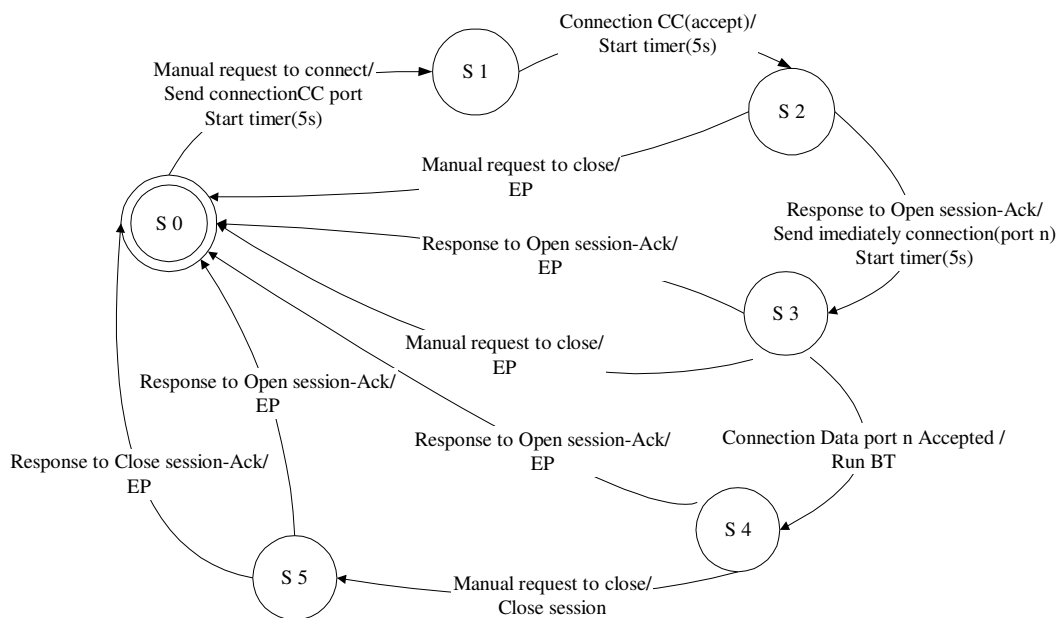 Connection CC(accept)/
Start timer(5s)
S 1
Manual request to connect/
Send connectionCC port
Start timer(5s)
S 2
Manual request to close/
EP
S 0
Response to Open session-Ack/
Send imediately connection(port n)
Start timer(5s)
Response to Open session-Ack/
EP
S 3
Manual request to close/
EP
Response to Open session-Ack/
EP
Response to Open session-Ack/
EP
Connection Data port n Accepted /
Run BT
Response to Close session-Ack/
EP
S 4
S 5
Manual request to close/
Close session